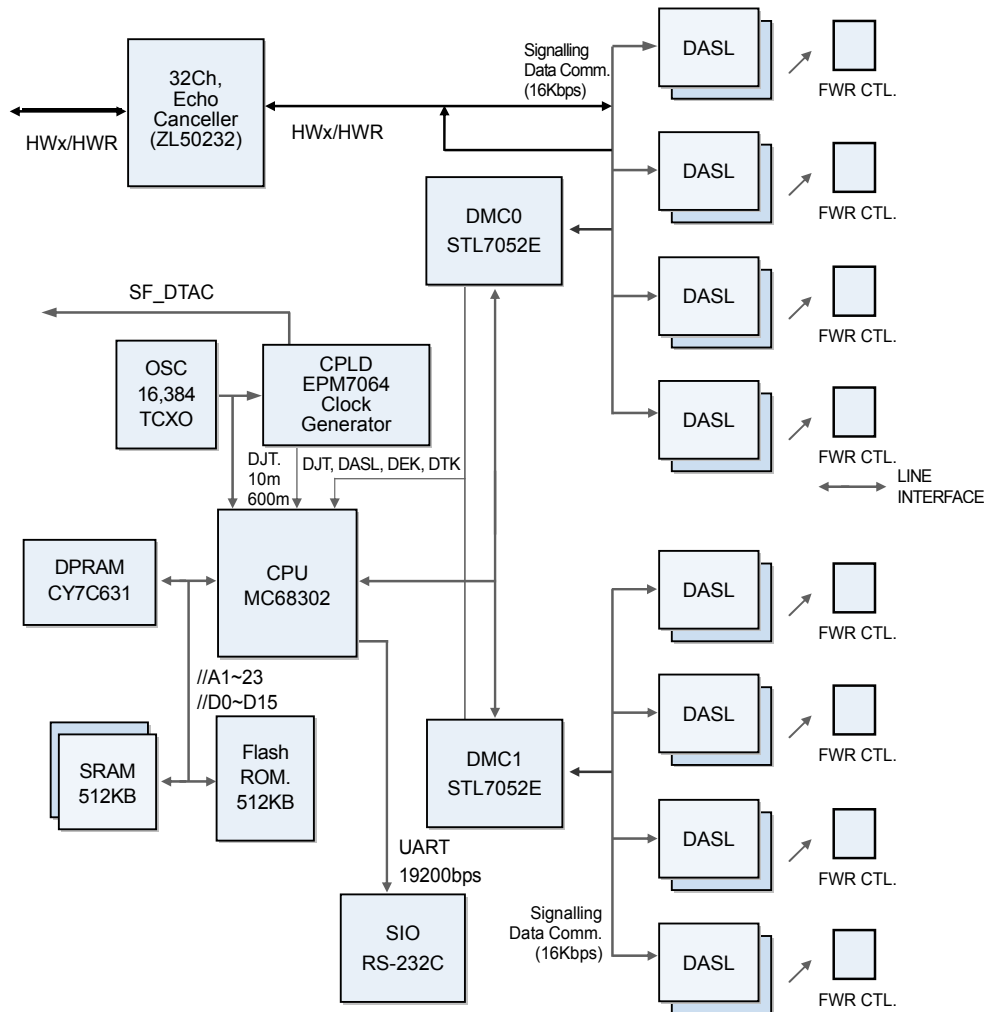 32Ch,
Echo
Canceller
(ZL50232)
HWx/HWR
HWx/HWR
Signalling
Data Comm.
(16Kbps)
DASL
FWR CTL.
DASL
FWR CTL.
DASL
FWR CTL.
DASL
FWR CTL.
LINE
INTERFACE
DMC0
STL7052E
SF_DTAC
OSC
16,384
TCXO
CPLD
EPM7064
Clock
Generator
DJT.
10m
600m
DJT, DASL, DEK, DTK
DPRAM
CY7C631
CPU
MC68302
//A1~23
//D0~D15
SRAM
512KB
Flash
ROM.
512KB
DMC1
STL7052E
UART
19200bps
SIO
RS-232C
Signalling
Data Comm.
(16Kbps)
DASL
FWR CTL.
DASL
FWR CTL.
DASL
FWR CTL.
DASL
FWR CTL.